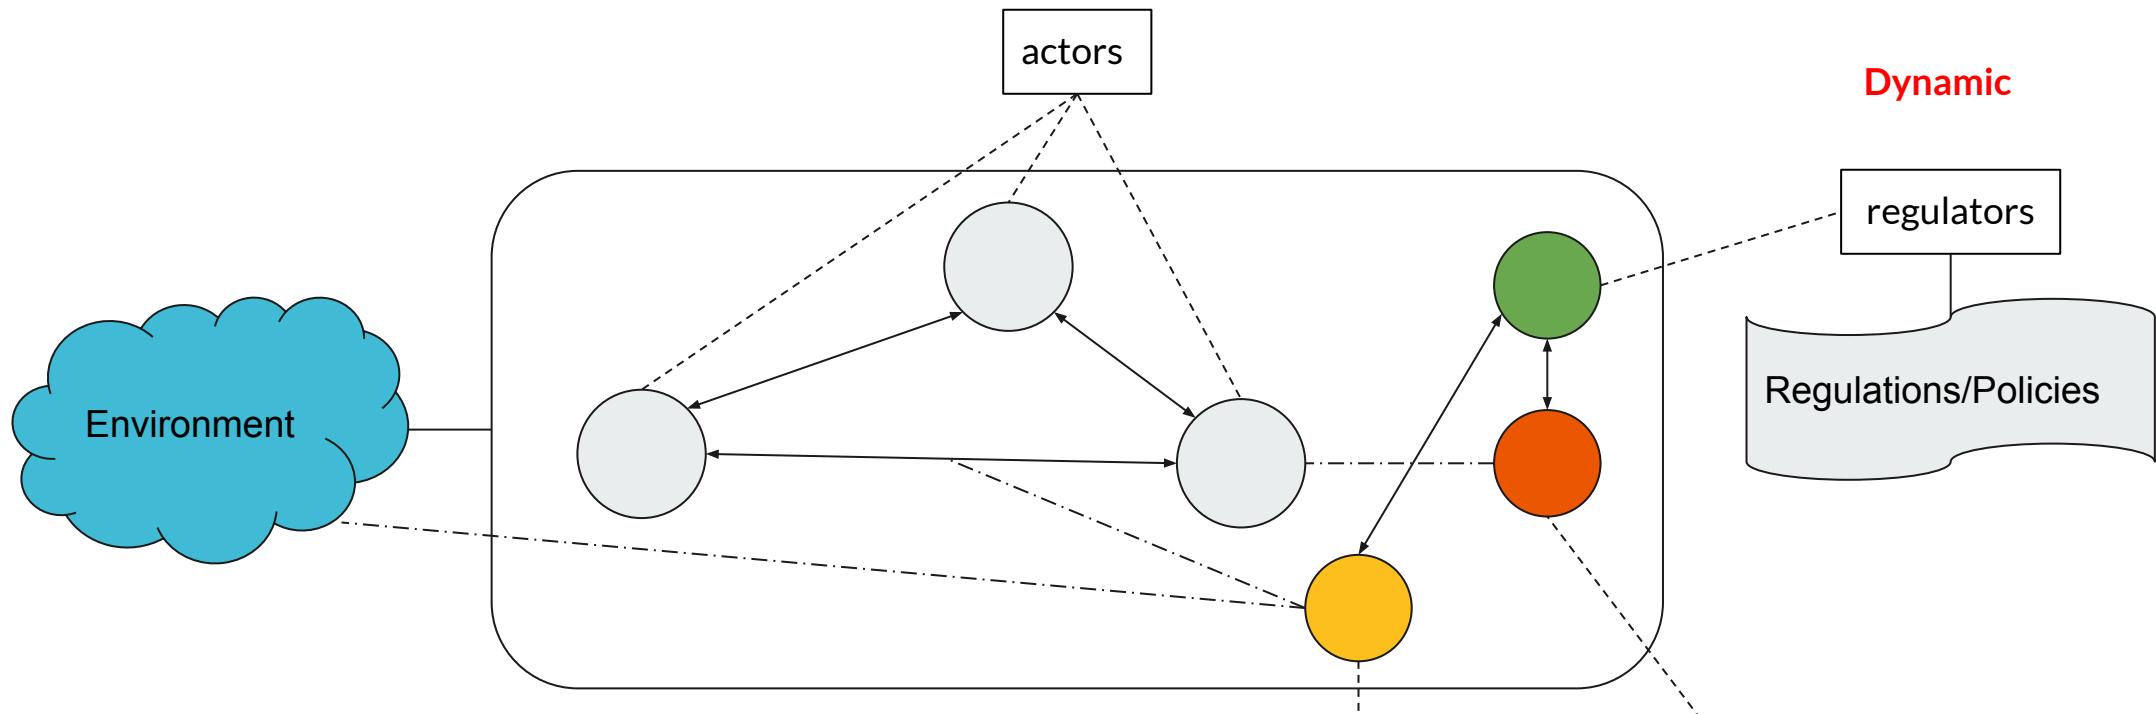 actors
Dynamic
regulators
Regulations/Policies
Environment